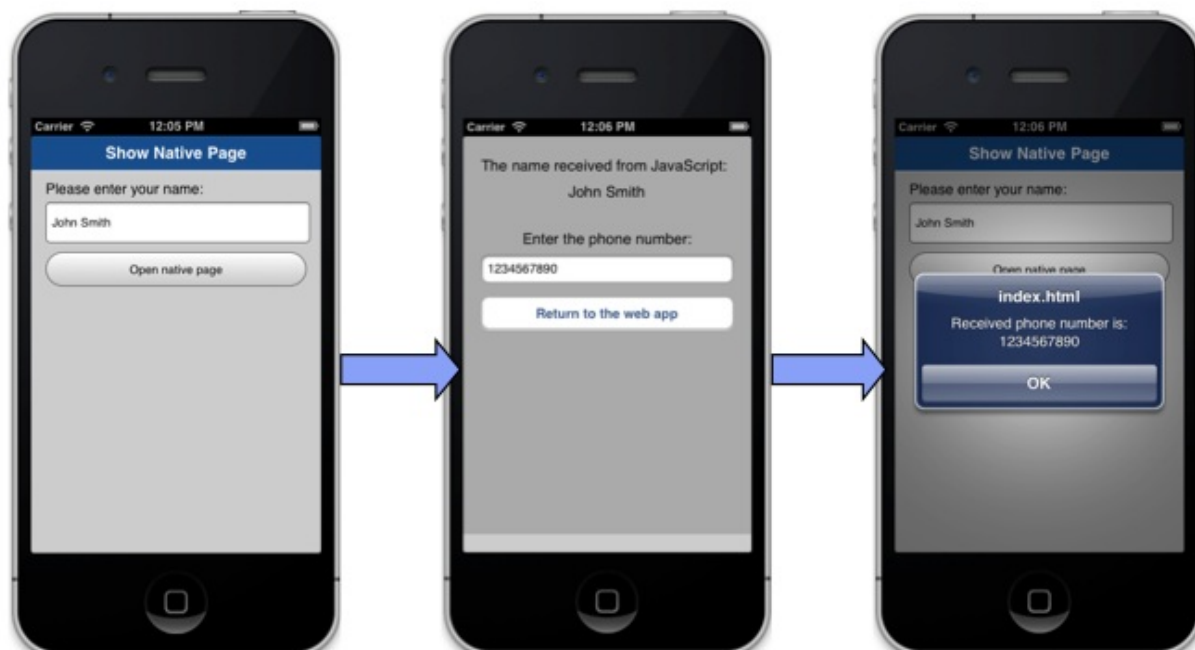 Carrier 12:05 PM
Show Native Page
Please enter your name:
John Smith
Open native page
Carrier 12:06 PM
The name received from JavaScript:
John Smith
Enter the phone number:
1234567890
Return to the web app
Carrier 12:06 PM
Show Native Page
Please enter your name:
John Smith
Open native page
index.html
Received phone number is:
1234567890
OK